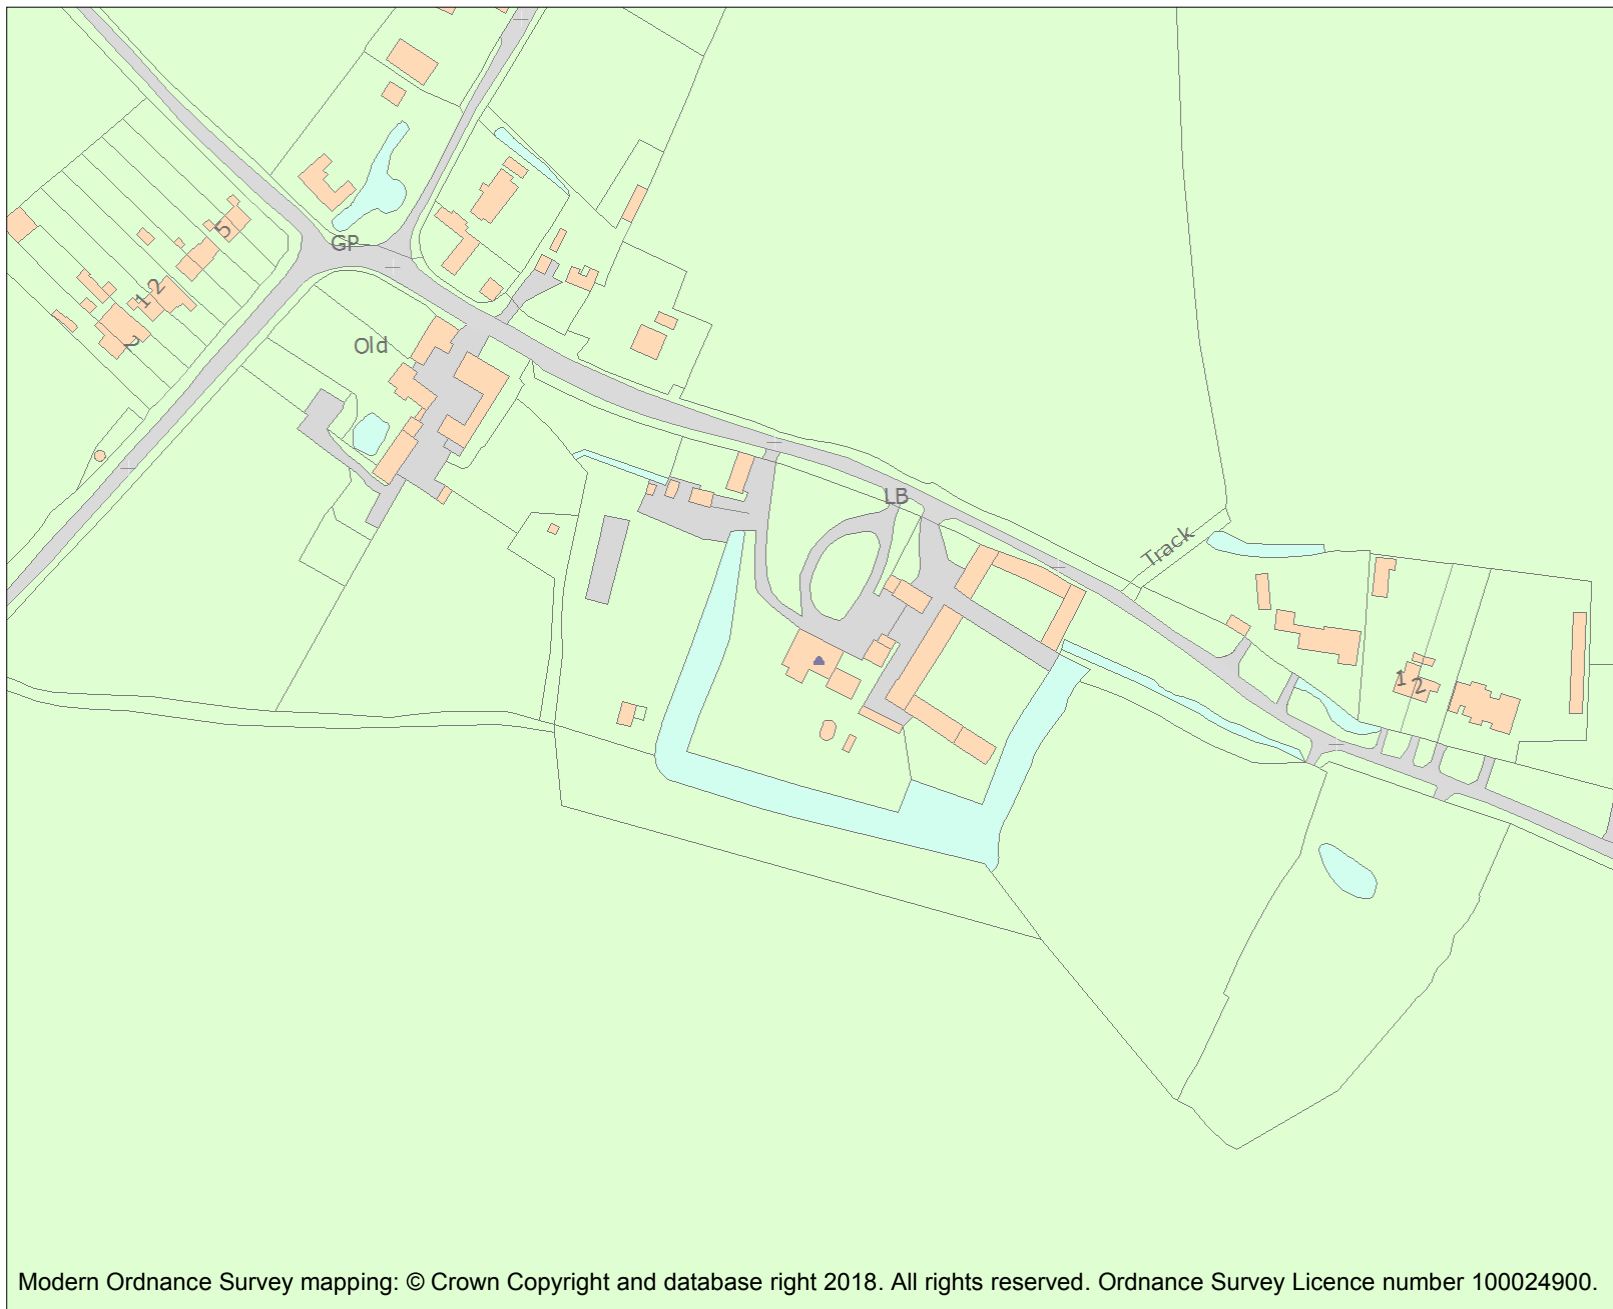 GP
5
1 2
2
Old
LB
Track
1
2
Modern Ordnance Survey mapping: © Crown Copyright and database right 2018. All rights reserved. Ordnance Survey Licence number 100024900.